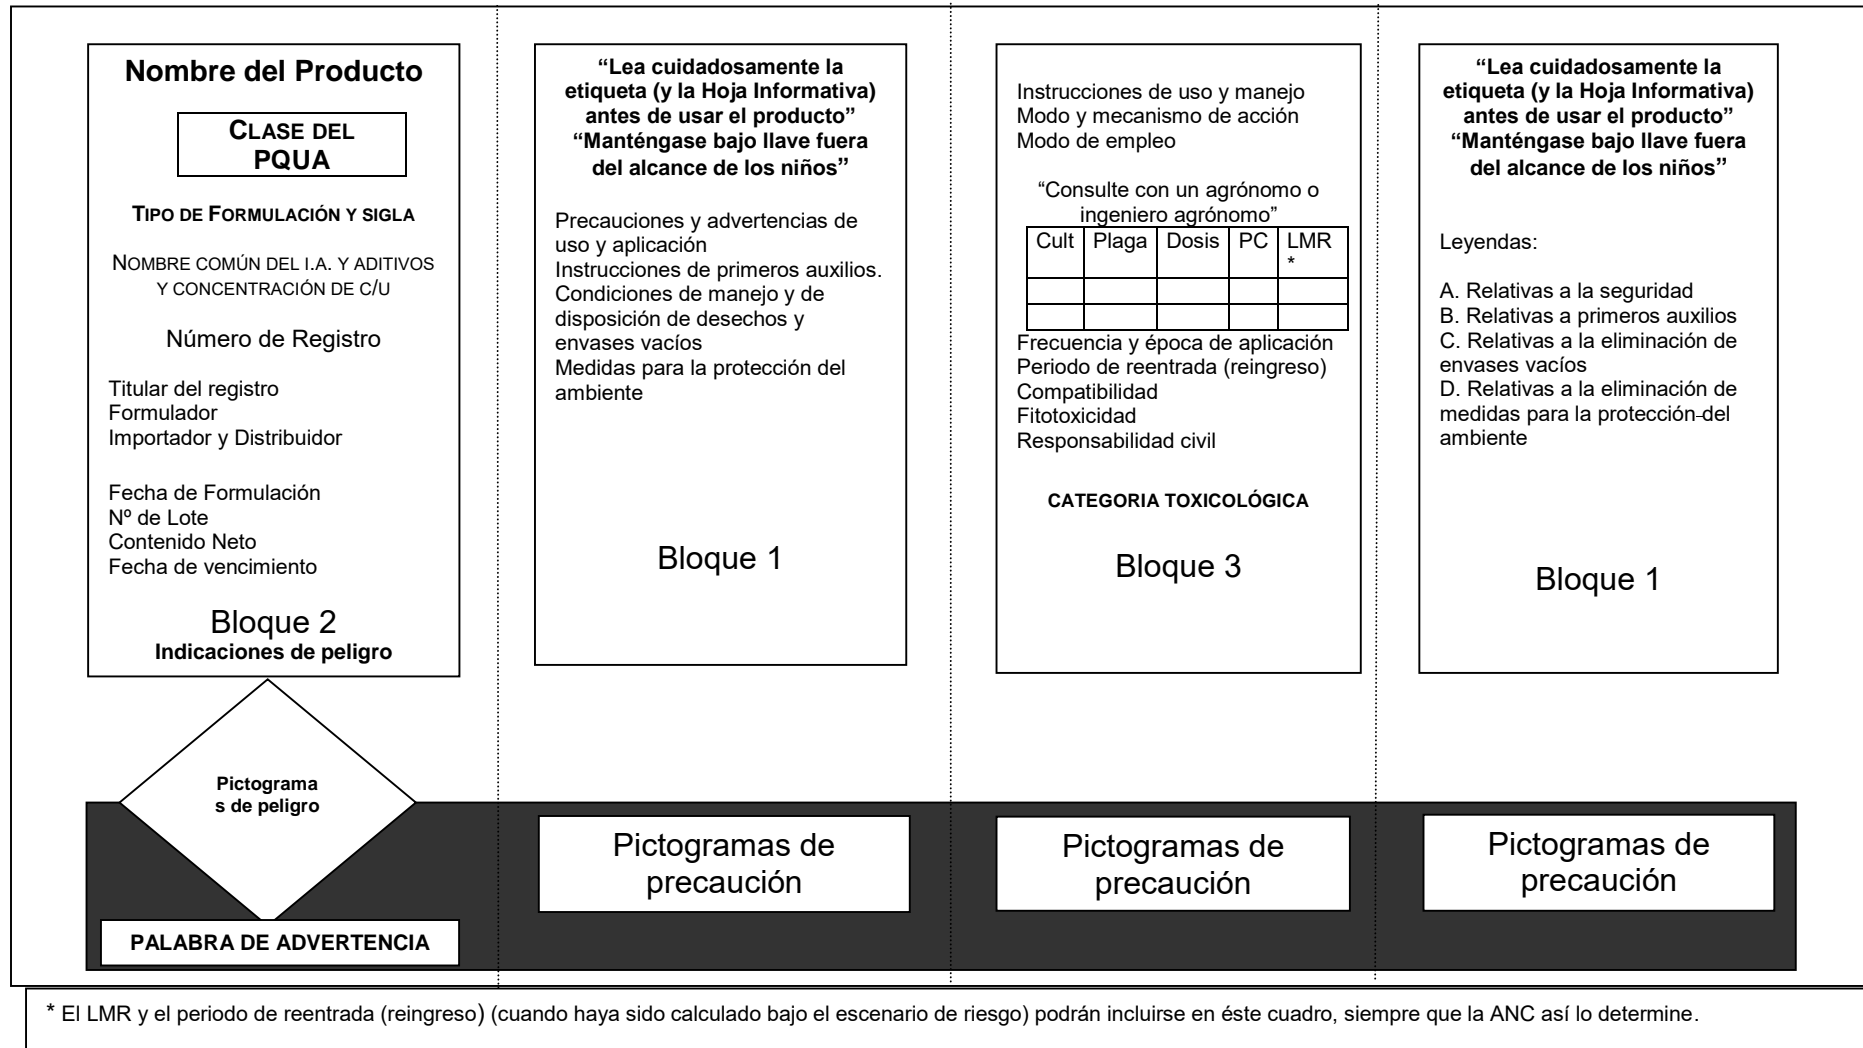 Nombre del Producto
CLASE DEL
PQUA
TIPO DE FORMULACIÓN Y SIGLA
NOMBRE COMÚN DEL I.A. Y ADITIVOS
Y CONCENTRACIÓN DE C/U
Número de Registro
Titular del registro
Formulador
Importador y Distribuidor
Fecha de Formulación
Nº de Lote
Contenido Neto
Fecha de vencimiento
Bloque 2
Indicaciones de peligro
Pictograma
s de peligro
PALABRA DE ADVERTENCIA
“Lea cuidadosamente la
etiqueta (y la Hoja Informativa)
antes de usar el producto”
“Manténgase bajo llave fuera
del alcance de los niños”
Precauciones y advertencias de
uso y aplicación
Instrucciones de primeros auxilios.
Condiciones de manejo y de
disposición de desechos y
envases vacíos
Medidas para la protección del
ambiente
Bloque 1
Pictogramas de
precaución
Instrucciones de uso y manejo
Modo y mecanismo de acción
Modo de empleo
“Consulte con un agrónomo o
ingeniero agrónomo”
Cult Plaga Dosis PC LMR
*
Frecuencia y época de aplicación
Periodo de reentrada (reingreso)
Compatibilidad
Fitotoxicidad
Responsabilidad civil
CATEGORIA TOXICOLÓGICA
Bloque 3
Pictogramas de
precaución
“Lea cuidadosamente la
etiqueta (y la Hoja Informativa)
antes de usar el producto”
“Manténgase bajo llave fuera
del alcance de los niños”
Leyendas:
A. Relativas a la seguridad
B. Relativas a primeros auxilios
C. Relativas a la eliminación de
envases vacíos
D. Relativas a la eliminación de
medidas para la protección-del
ambiente
Bloque 1
Pictogramas de
precaución
* El LMR y el periodo de reentrada (reingreso) (cuando haya sido calculado bajo el escenario de riesgo) podrán incluirse en éste cuadro, siempre que la ANC así lo determine.